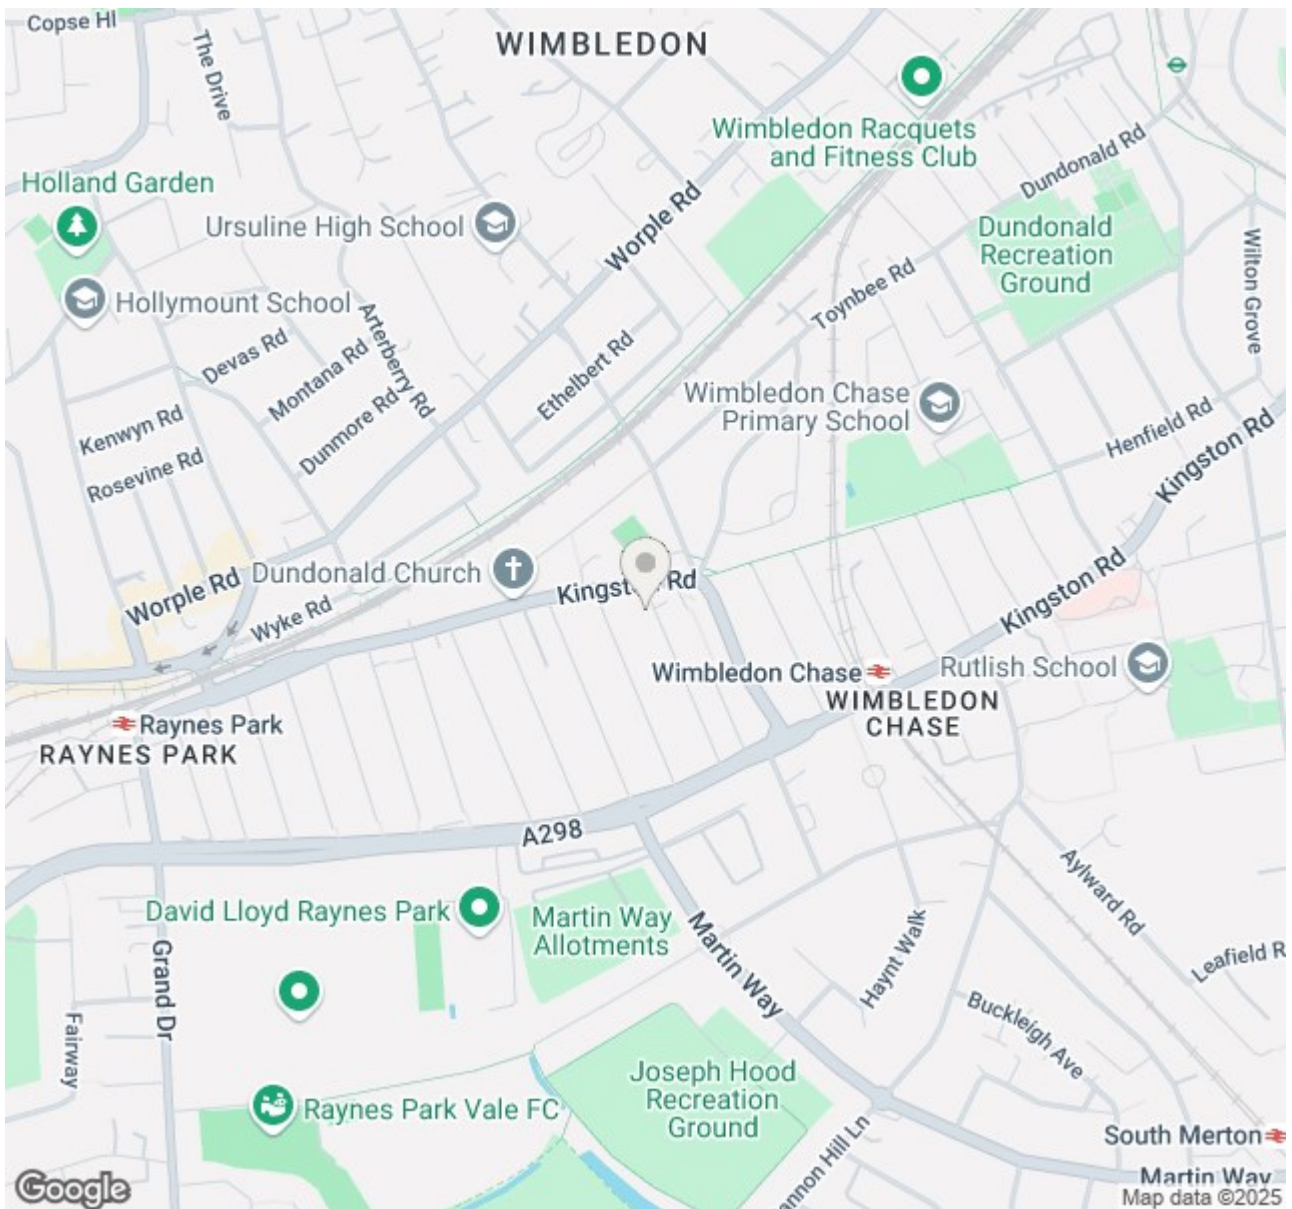 Copse Hl
The Drive
WIMBLEDON
Wimbledon Racquets
and Fitness Club
Dundonald Rd
Holland Garden
Ursuline High School
Worple Rd
Dundonald
Recreation
Ground
Wilton Grove
Hollymount School
Toynbee Rd
Arterberry Rd
Devas Rd
Montana Rd
Ethelbert Rd
Wimbledon Chase
Primary School
Dunmore Rd
Kenwyn Rd
Henfield Rd
Kingston Rd
Rosevine Rd
Dundonald Church
Kingston Rd
Kingston Rd
Worple Rd
Wyke Rd
Wimbledon Chase
Rutlish School
WIMBLEDON
CHASE
Raynes Park
RAYNES PARK
A298
Aylward Rd
David Lloyd Raynes Park
Martin Way
Allotments
Martin Way
Haynt Walk
Leafield R
Grand Dr
Fairway
Buckleigh Ave
Joseph Hood
Recreation
Ground
Raynes Park Vale FC
South Merton
annon Hill Ln
Martin Way
Google
Map data ©2025